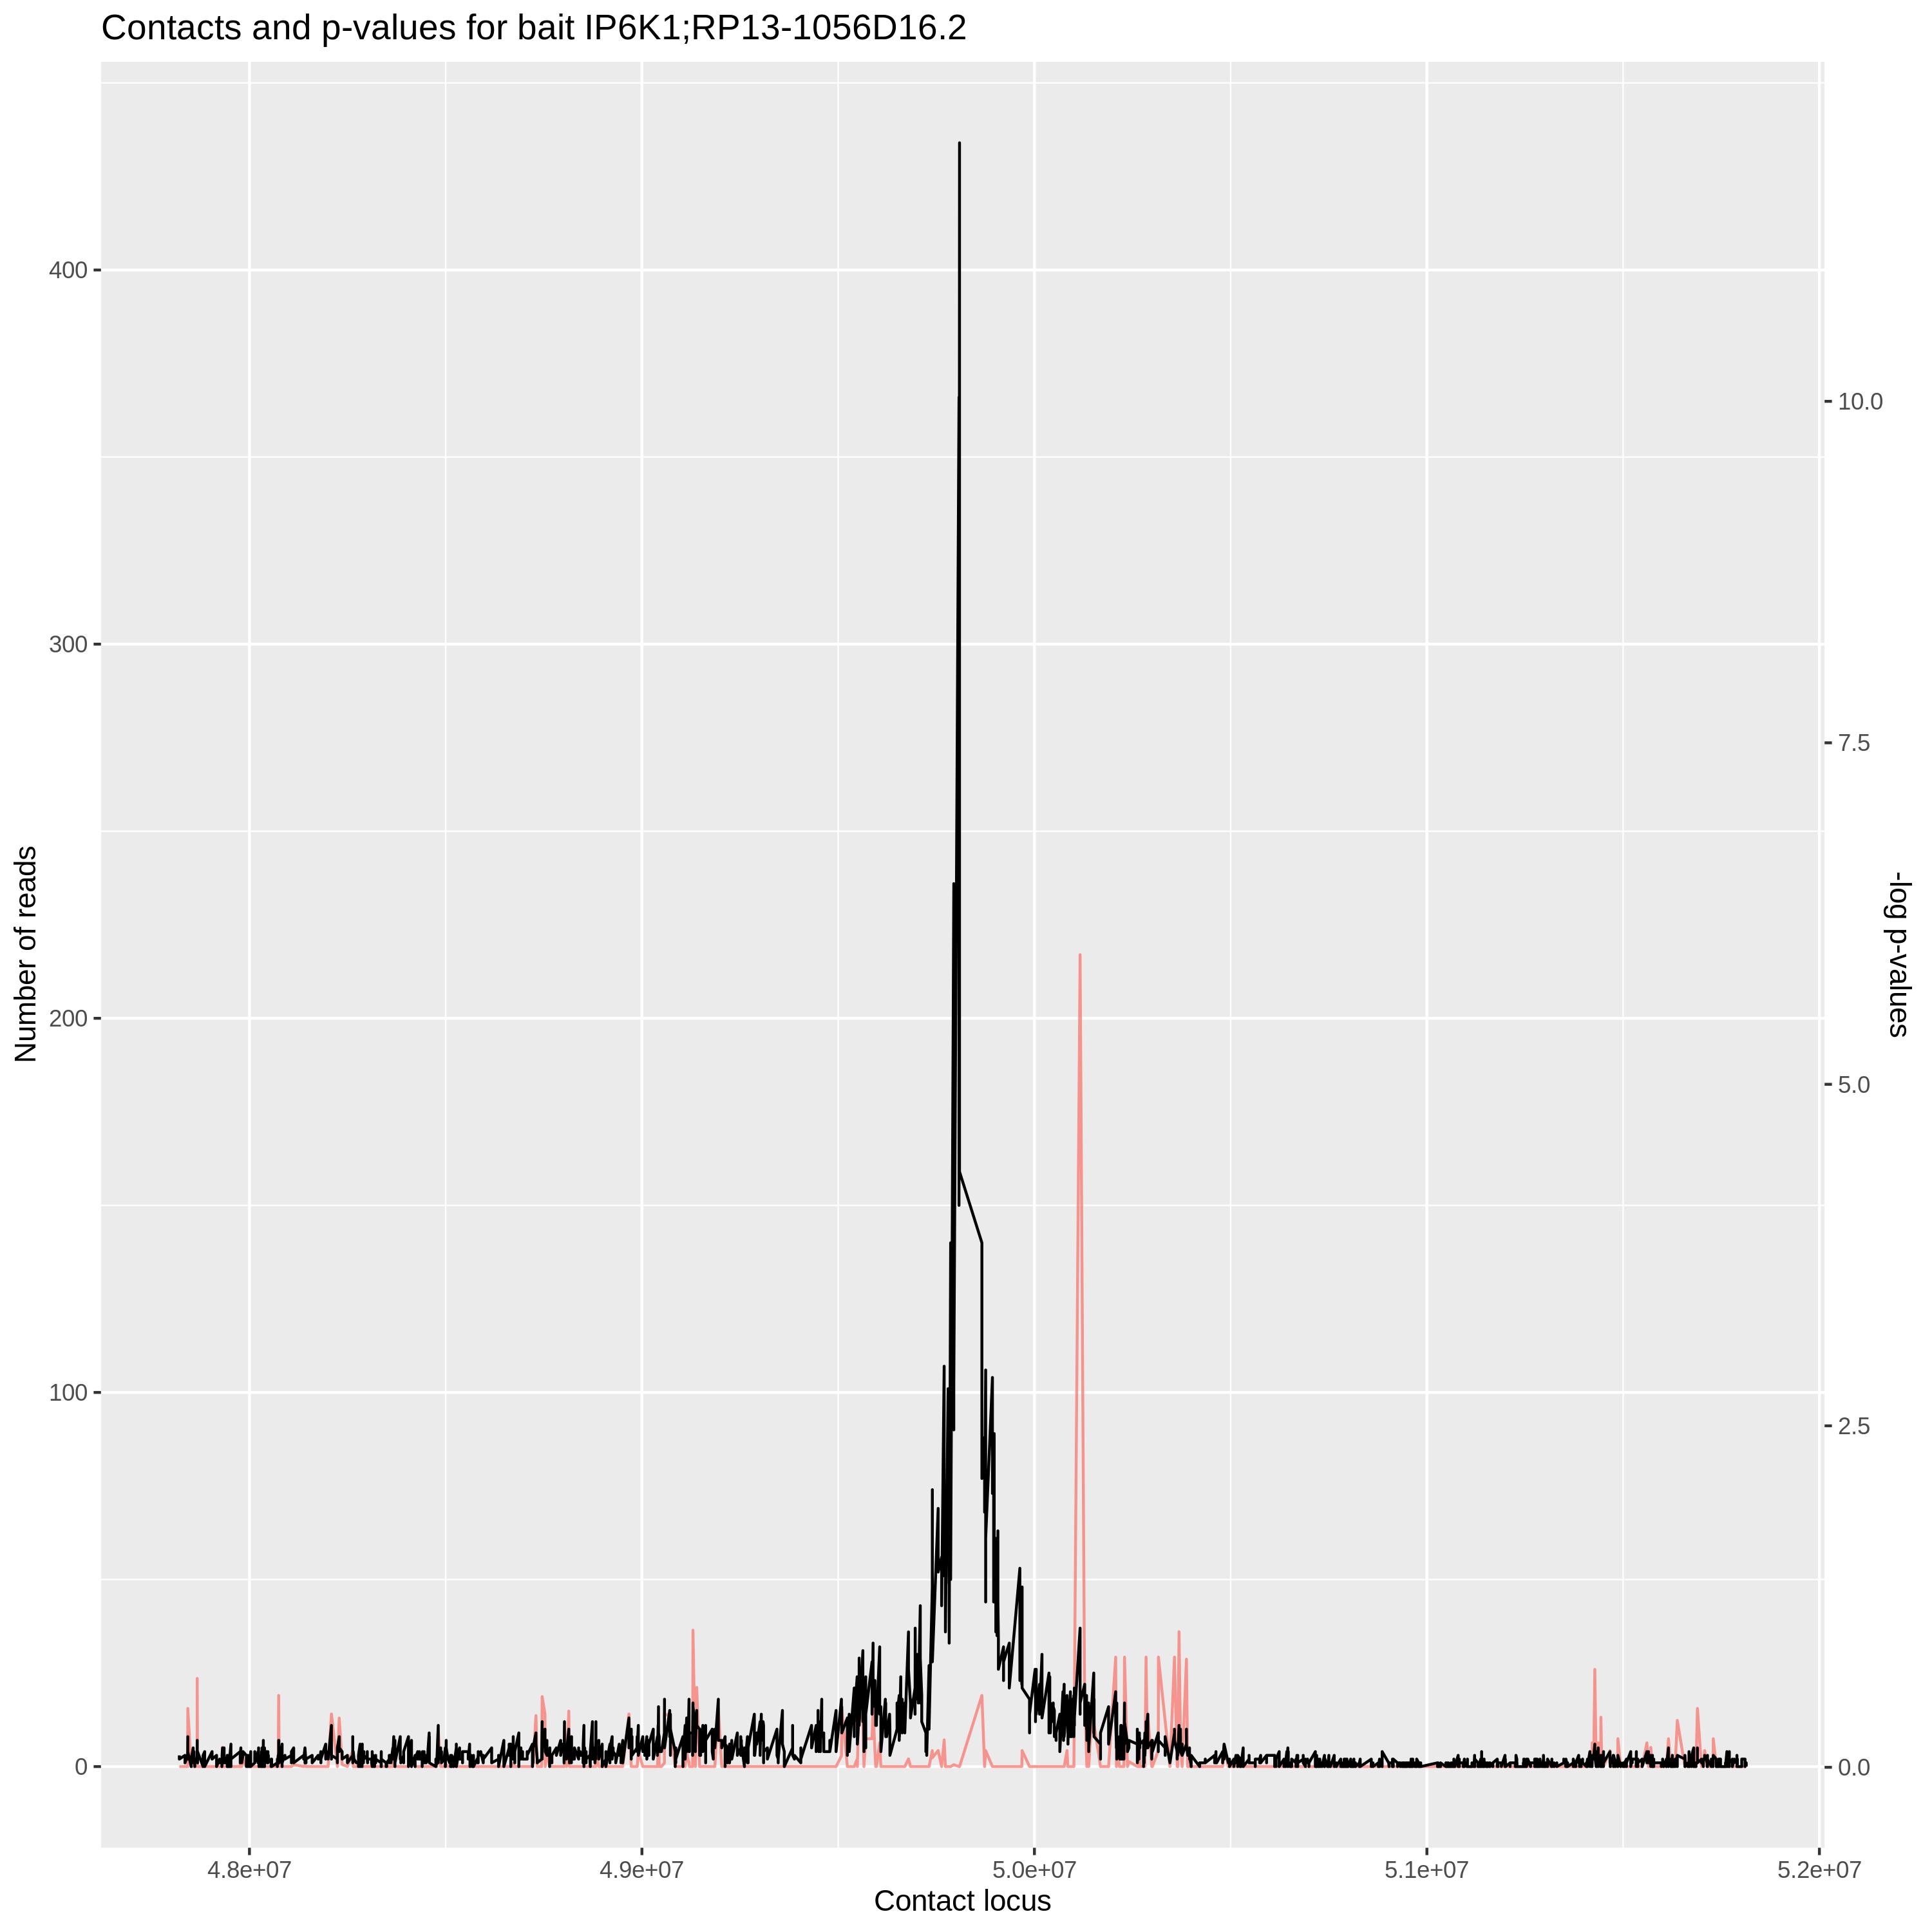 Contacts and p-values for bait IP6K1;RP13-1056D16.2
400
300
200
100
0
Number of reads
10.0
7.5
5.0
2.5
0.0
-log p-values
4.8e+07
4.9e+07
5.0e+07
5.1e+07
5.2e+07
Contact locus